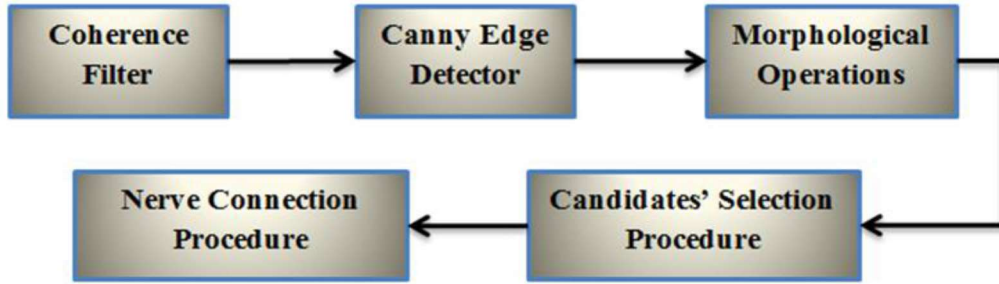 Coherence
Filter
Canny Edge
Detector
Morphological
Operations
Candidates’ Selection
Procedure
Nerve Connection
Procedure